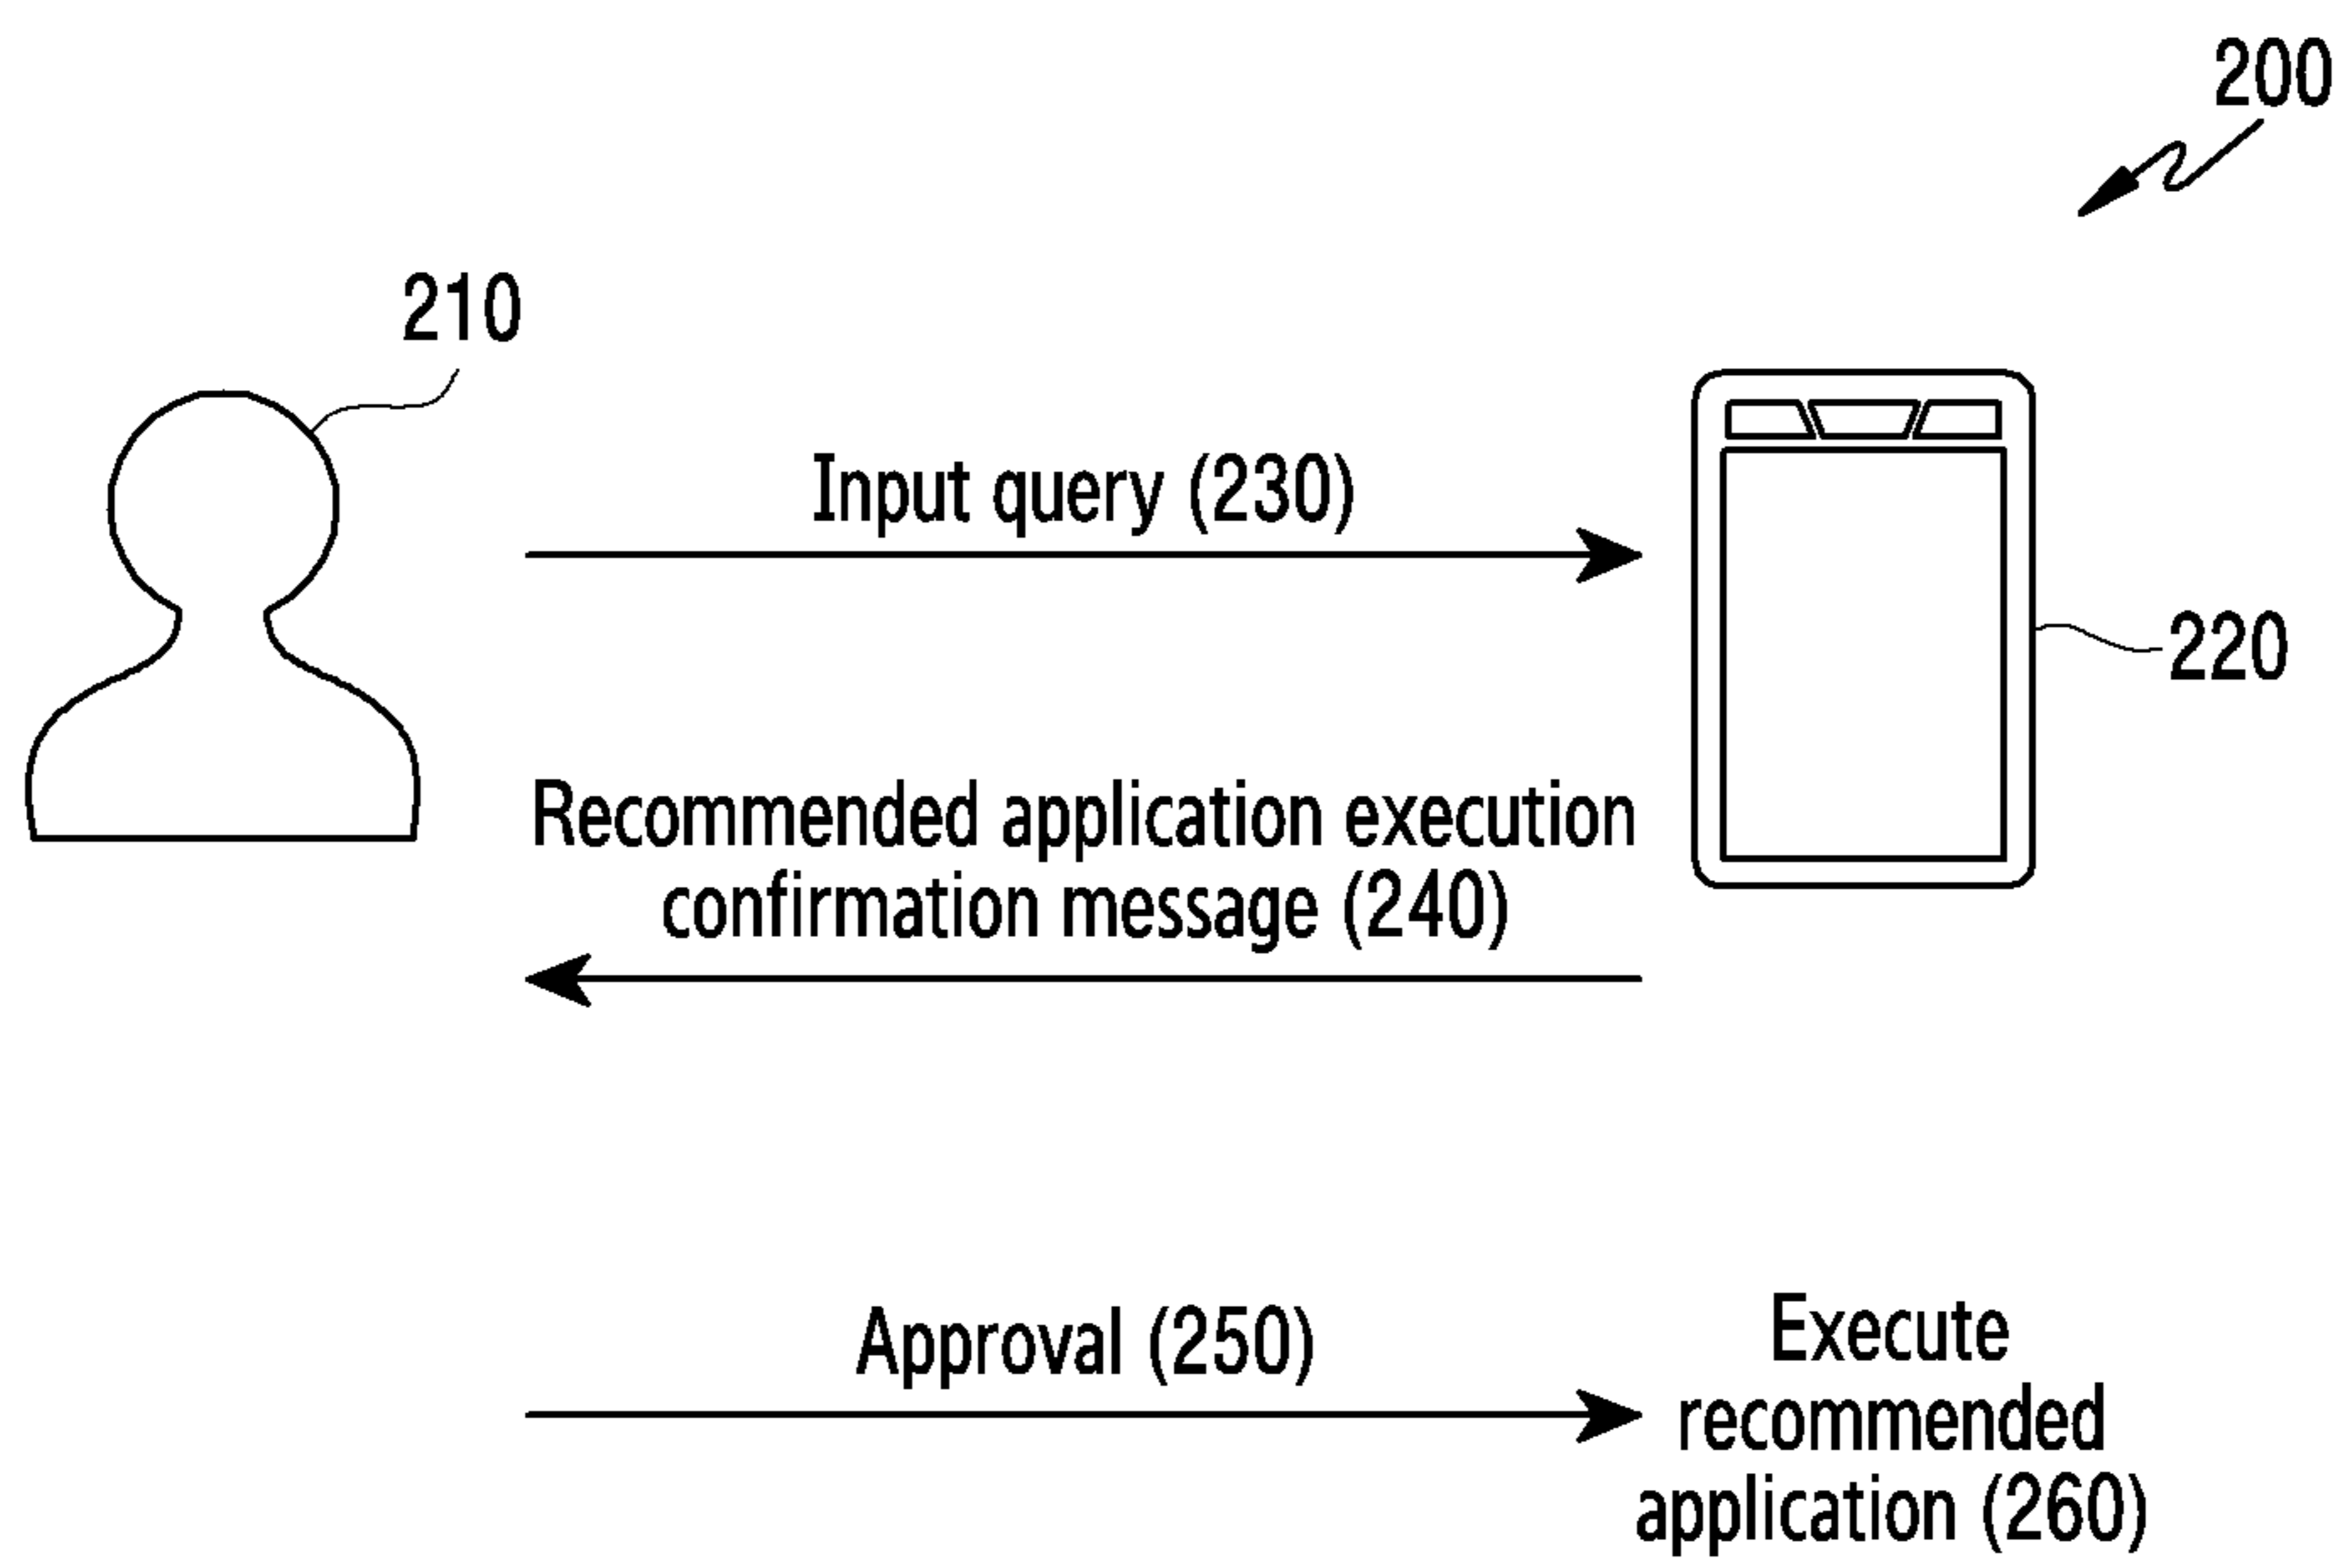 200
210
Input query (230)
220
Recommended application execution
confirmation message (240)
Approval (250)
Execute
recommended
application (260)